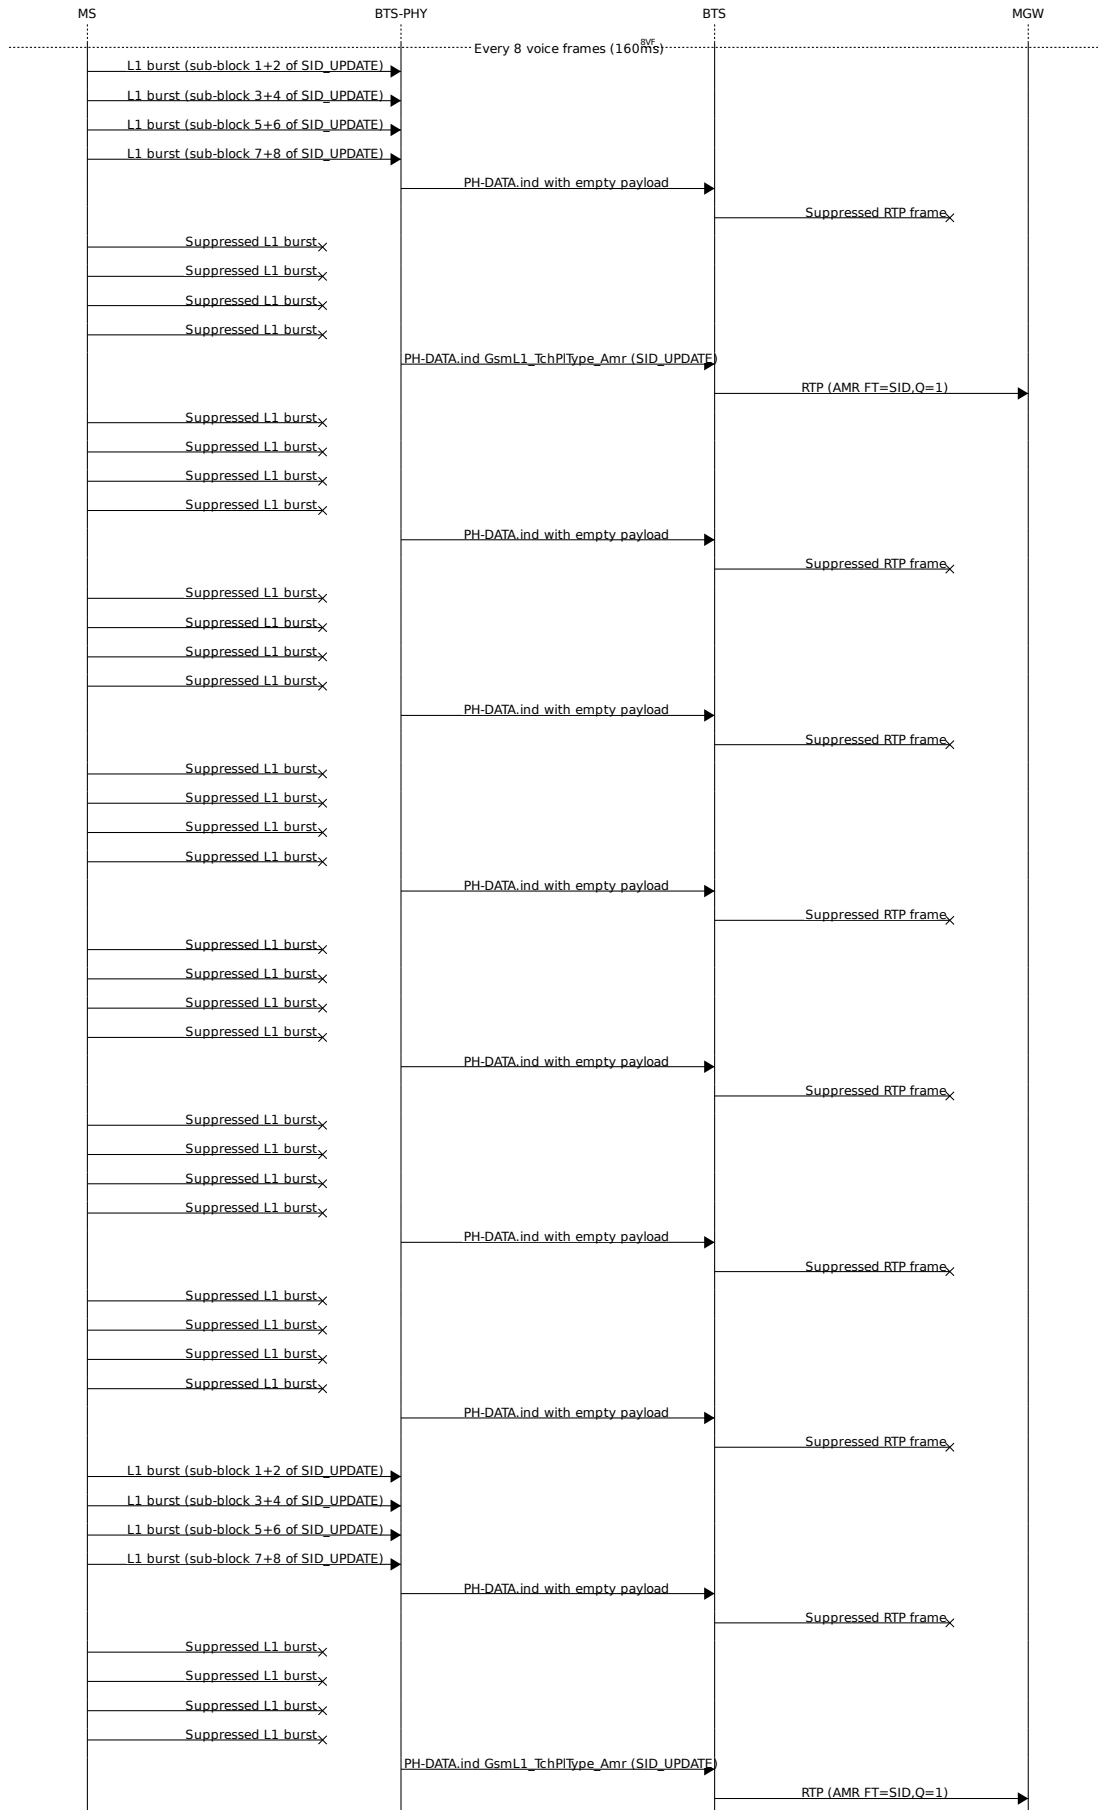 MS BTS-PHY BTS MGW
8VF
Every 8 voice frames (160ms)
L1 burst (sub-block 1+2 of SID_UPDATE)
L1 burst (sub-block 3+4 of SID_UPDATE)
L1 burst (sub-block 5+6 of SID_UPDATE)
L1 burst (sub-block 7+8 of SID_UPDATE)
PH-DATA.ind with empty payload
Suppressed RTP frame
Suppressed L1 burst
Suppressed L1 burst
Suppressed L1 burst
Suppressed L1 burst
PH-DATA.ind GsmL1_TchPlType_Amr (SID_UPDATE)
RTP (AMR FT=SID,Q=1)
Suppressed L1 burst
Suppressed L1 burst
Suppressed L1 burst
Suppressed L1 burst
PH-DATA.ind with empty payload
Suppressed RTP frame
Suppressed L1 burst
Suppressed L1 burst
Suppressed L1 burst
Suppressed L1 burst
PH-DATA.ind with empty payload
Suppressed RTP frame
Suppressed L1 burst
Suppressed L1 burst
Suppressed L1 burst
Suppressed L1 burst
PH-DATA.ind with empty payload
Suppressed RTP frame
Suppressed L1 burst
Suppressed L1 burst
Suppressed L1 burst
Suppressed L1 burst
PH-DATA.ind with empty payload
Suppressed RTP frame
Suppressed L1 burst
Suppressed L1 burst
Suppressed L1 burst
Suppressed L1 burst
PH-DATA.ind with empty payload
Suppressed RTP frame
Suppressed L1 burst
Suppressed L1 burst
Suppressed L1 burst
Suppressed L1 burst
PH-DATA.ind with empty payload
Suppressed RTP frame
L1 burst (sub-block 1+2 of SID_UPDATE)
L1 burst (sub-block 3+4 of SID_UPDATE)
L1 burst (sub-block 5+6 of SID_UPDATE)
L1 burst (sub-block 7+8 of SID_UPDATE)
PH-DATA.ind with empty payload
Suppressed RTP frame
Suppressed L1 burst
Suppressed L1 burst
Suppressed L1 burst
Suppressed L1 burst
PH-DATA.ind GsmL1_TchPlType_Amr (SID_UPDATE)
RTP (AMR FT=SID,Q=1)